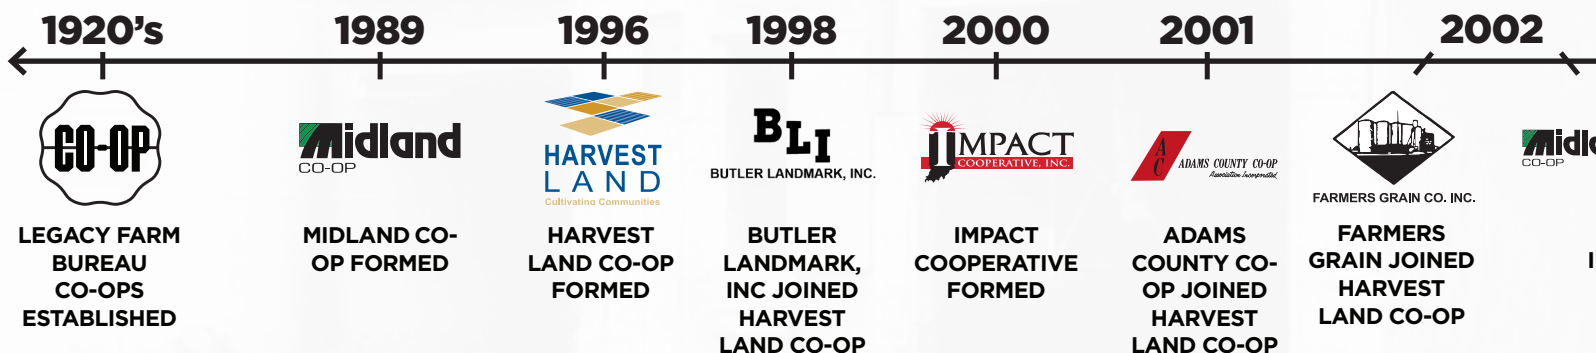 1920's
1989
1996
1998
2000
2001
2002
CO-OP
Midland
CO-OP
HARVEST
LAND
Cultivating Communities
BLI
BUTLER LANDMARK, INC.
IMPACT
COOPERATIVE, INC.
AC
ADAMS COUNTY CO-OP
Association Incorporated
FARMERS GRAIN CO. INC.
CO-OP
LEGACY FARM
BUREAU
CO-OPS
ESTABLISHED
MIDLAND CO-
OP FORMED
HARVEST
LAND CO-OP
FORMED
BUTLER
LANDMARK,
INC JOINED
HARVEST
LAND CO-OP
IMPACT
COOPERATIVE
FORMED
ADAMS
COUNTY CO-
OP JOINED
HARVEST
LAND CO-OP
FARMERS
GRAIN JOINED
HARVEST
LAND CO-OP